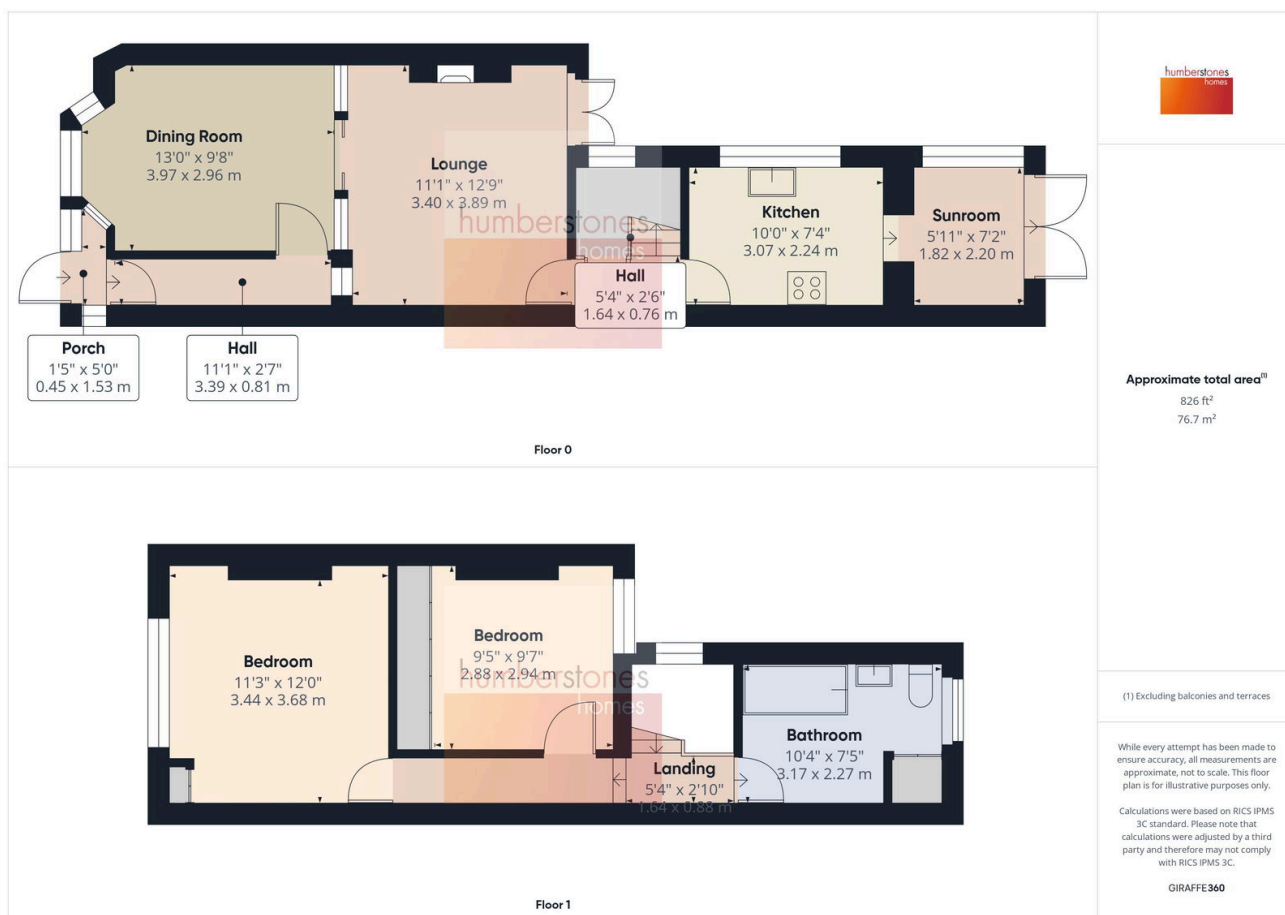 Dining Room
13'0" x 9'8"
3.97 x 2.96 m
Lounge
11'1" x 12'9"
3.40 x 3.89 m
humberstones
homes
Kitchen
10'0" x 7'4"
3.07 x 2.24 m
Sunroom
5'11" x 7'2"
1.82 x 2.20 m
Hall
5'4" x 2'6"
1.64 x 0.76 m
Porch
1'5" x 5'0"
0.45 x 1.53 m
Hall
11'1" x 2'7"
3.39 x 0.81 m
Floor 0
Bedroom
11'3" x 12'0"
3.44 x 3.68 m
Bedroom
9'5" x 9'7"
2.88 x 2.94 m
humberstones
homes
Landing
5'4" x 2'10"
1.64 x 0.88 m
Bathroom
10'4" x 7'5"
3.17 x 2.27 m
Floor 1
humberstones
homes
Approximate total area(1)
826 ft²
76.7 m²
(1) Excluding balconies and terraces
While every attempt has been made to
ensure accuracy, all measurements are
approximate, not to scale. This floor
plan is for illustrative purposes only.
Calculations were based on RICS IPMS
3C standard. Please note that
calculations were adjusted by a third
party and therefore may not comply
with RICS IPMS 3C.
GIRAFFE360